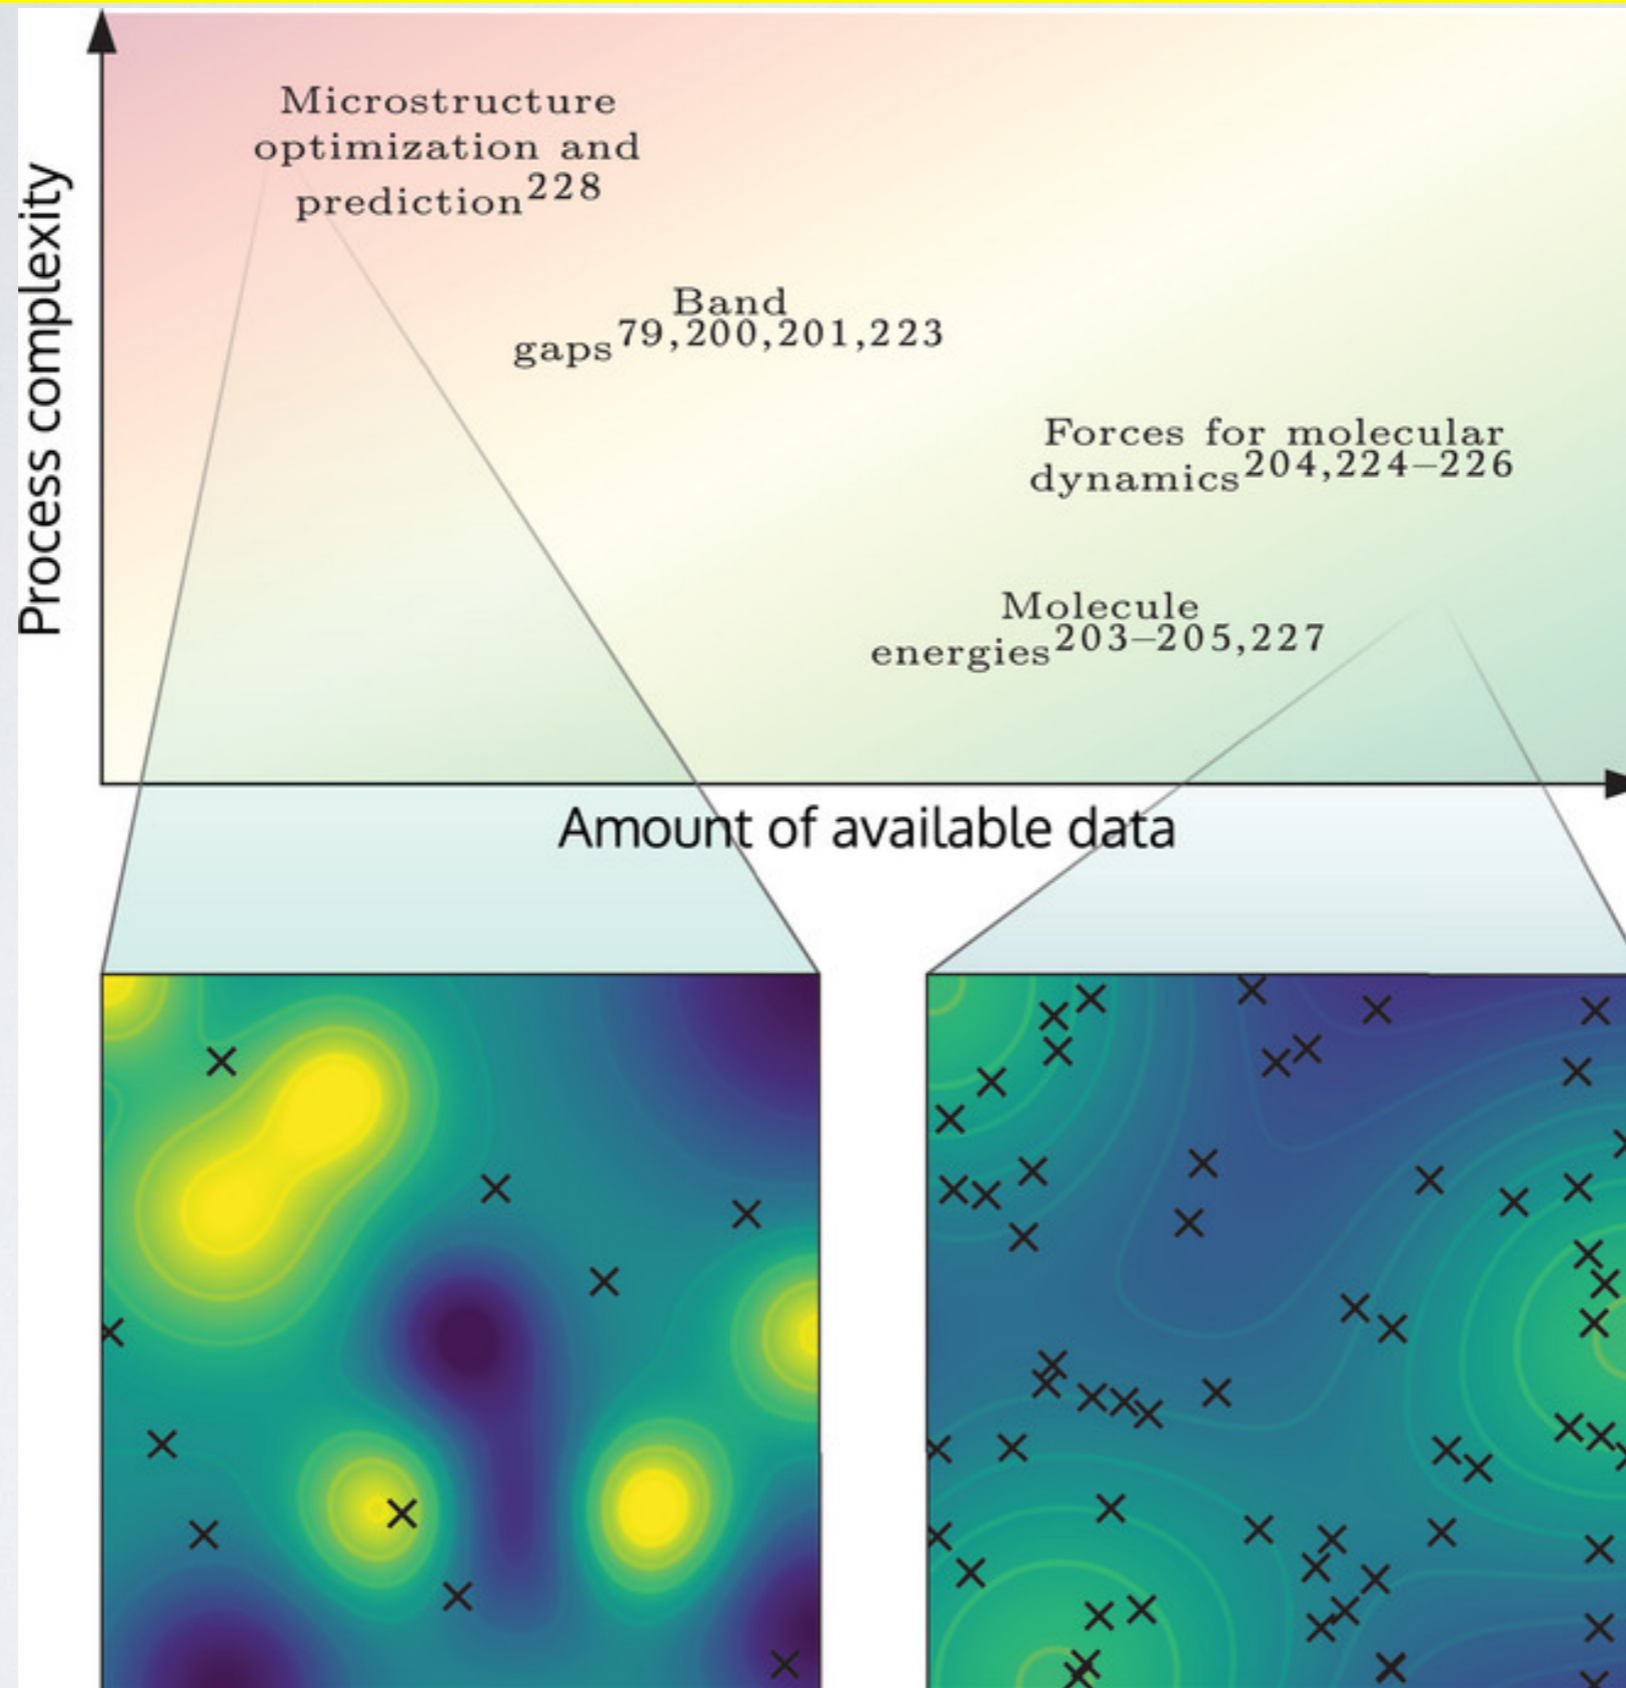 Process complexity
Microstructure
optimization and
prediction228
Band
gaps79,200,201,223
Forces for molecular
dynamics204,224–226
Molecule
energies203–205,227
Amount of available data